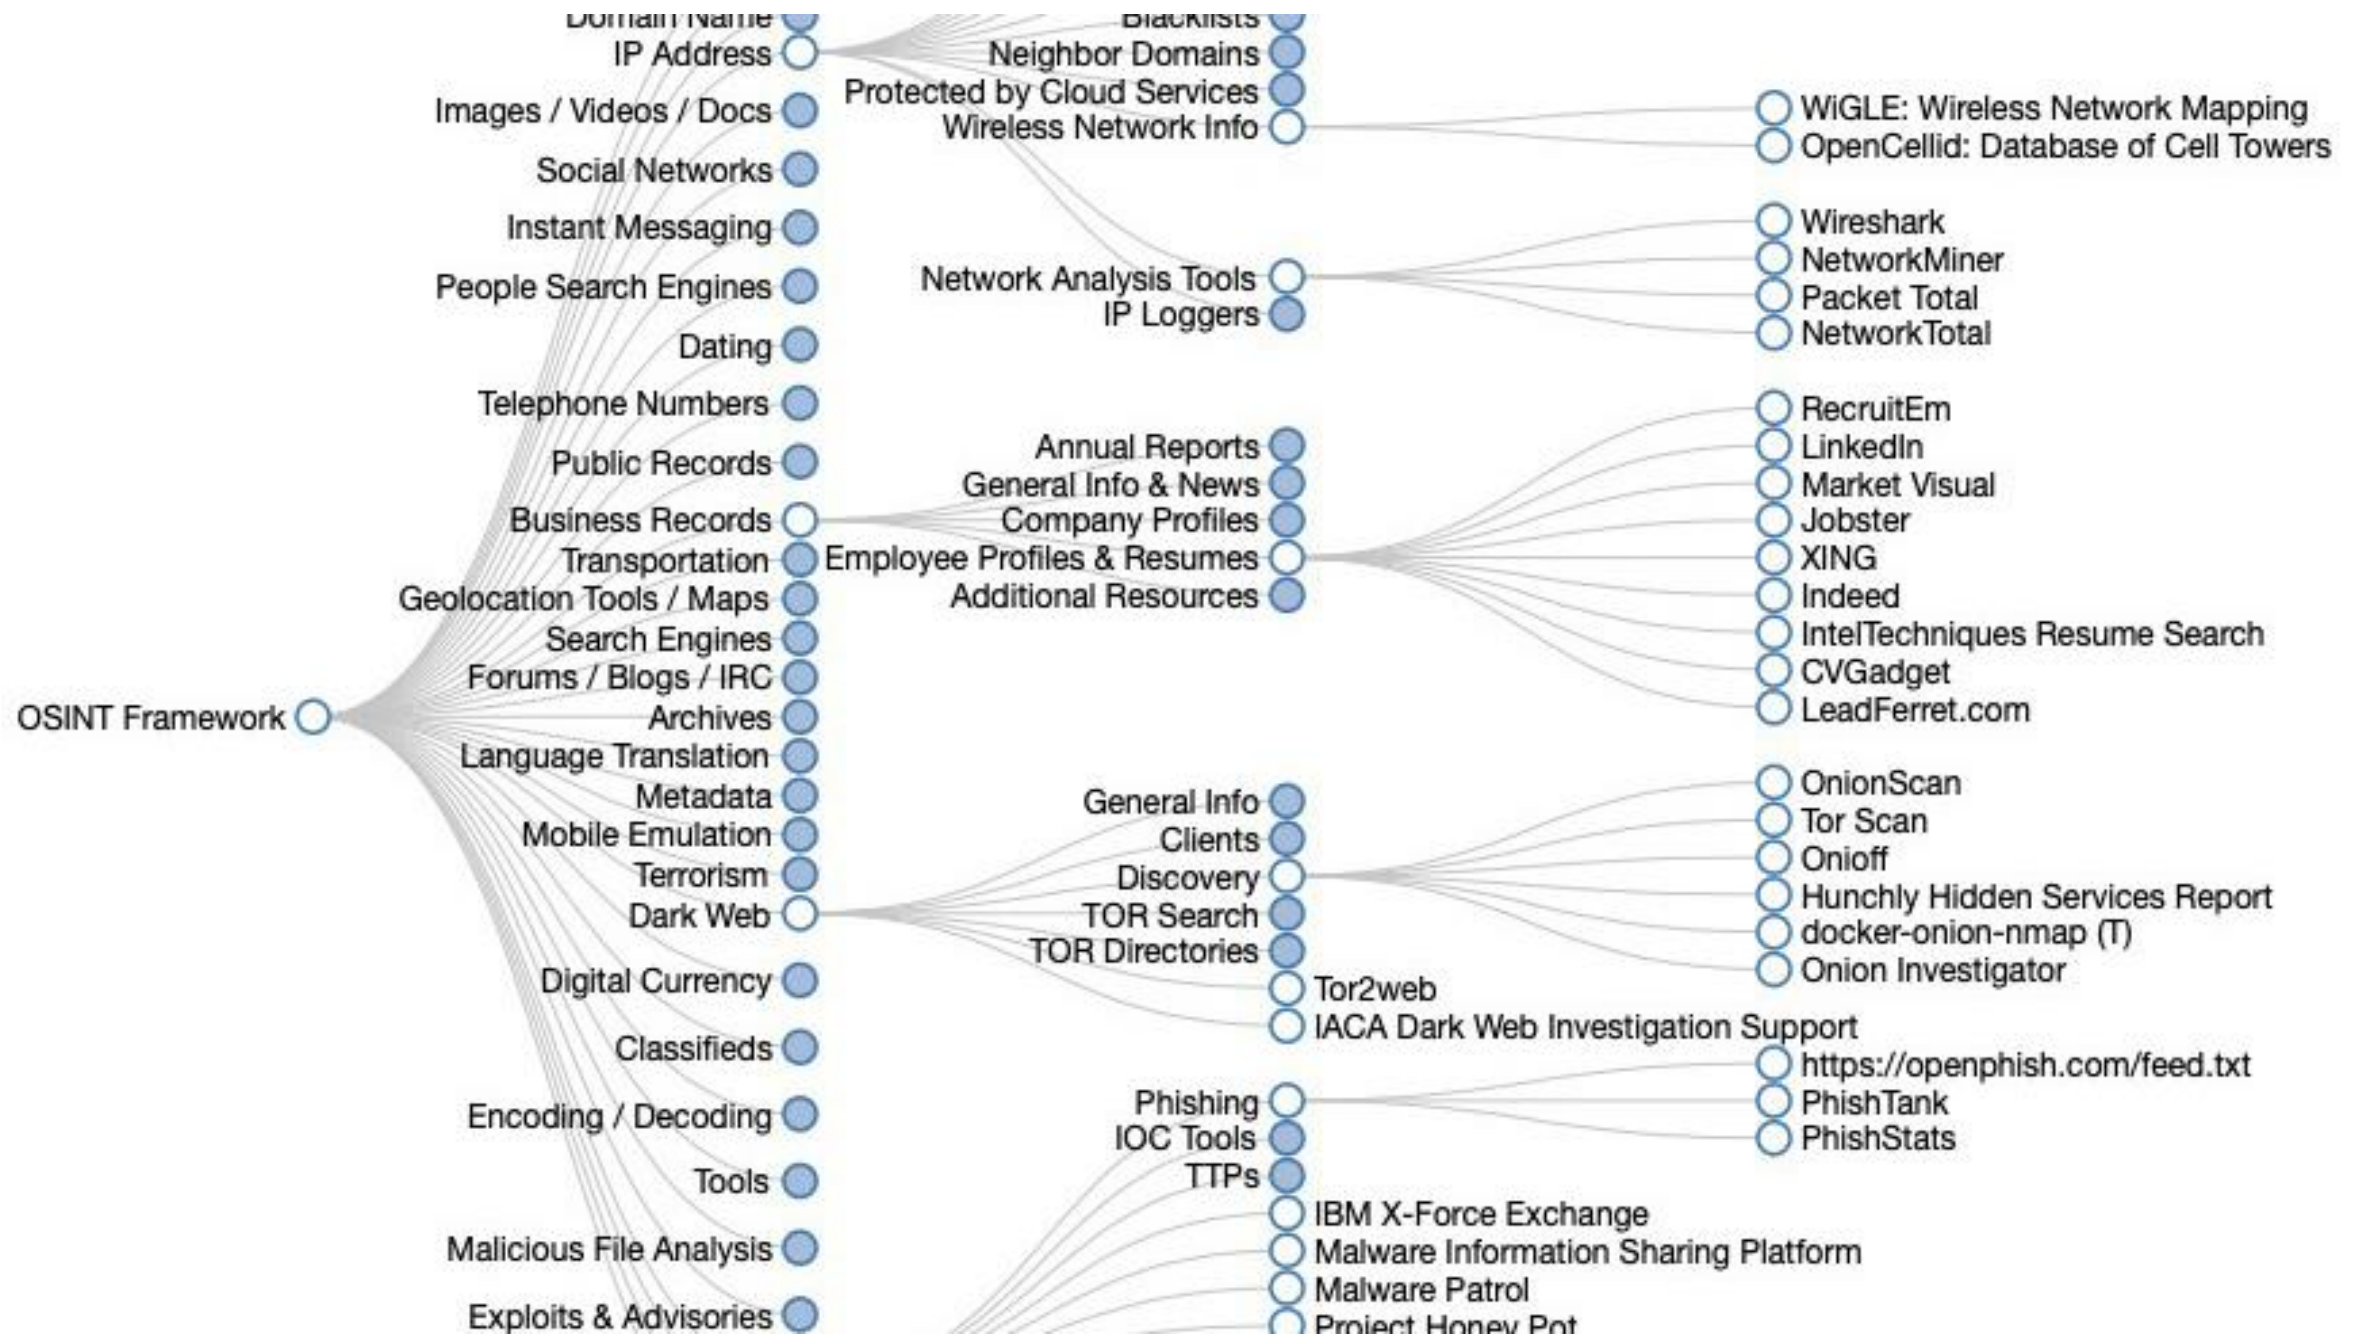 Domain Name
IP Address
Images / Videos / Docs
Social Networks
Instant Messaging
People Search Engines
Dating
Telephone Numbers
Public Records
Business Records
Transportation
Geolocation Tools / Maps
Search Engines
Forums / Blogs / IRC
OSINT Framework
Archives
Language Translation
Metadata
Mobile Emulation
Terrorism
Dark Web
Digital Currency
Classifieds
Encoding / Decoding
Tools
Malicious File Analysis
Exploits & Advisories
Blacklists
Neighbor Domains
Protected by Cloud Services
Wireless Network Info
Network Analysis Tools
IP Loggers
Annual Reports
General Info & News
Company Profiles
Employee Profiles & Resumes
Additional Resources
General Info
Clients
Discovery
TOR Search
TOR Directories
Tor2web
IACA Dark Web Investigation Support
Phishing
IOC Tools
TTPs
IBM X-Force Exchange
Malware Information Sharing Platform
Malware Patrol
Project Honey Pot
WiGLE: Wireless Network Mapping
OpenCellid: Database of Cell Towers
Wireshark
NetworkMiner
Packet Total
NetworkTotal
RecruitEm
LinkedIn
Market Visual
Jobster
XING
Indeed
IntelTechniques Resume Search
CVGadget
LeadFerret.com
OnionScan
Tor Scan
Onioff
Hunchly Hidden Services Report
docker-onion-nmap (T)
Onion Investigator
https://openphish.com/feed.txt
PhishTank
PhishStats